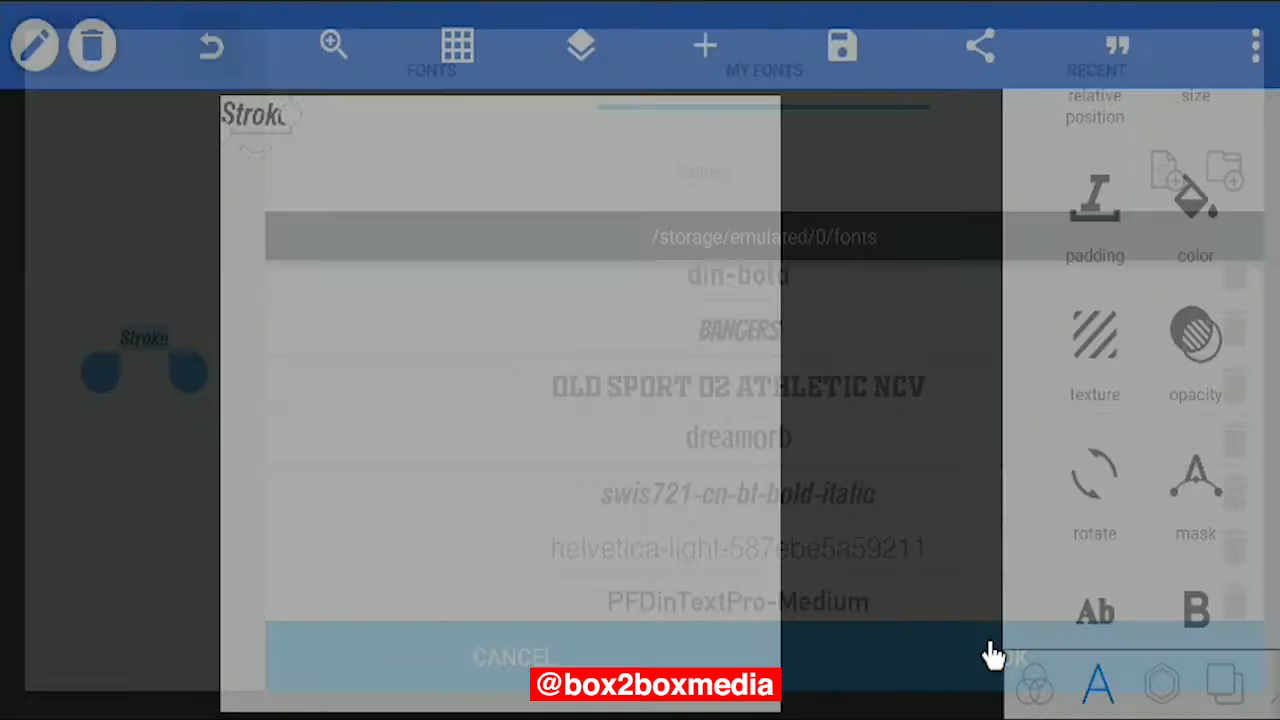 FONTS
MY FONTS
RECENT
relative position
size
Stroke
/storage/emulated/0/fonts
padding
color
din-bold
BANGERS
Stroke
OLD SPORT 02 ATHLETIC NCV
texture
opacity
dreamorb
swis721-cn-bt-bold-italic
rotate
mask
helvetica-light-587ebe5a59211
PFDinTextPro-Medium
Ab
B
CANCEL
OK
@box2boxmedia
A